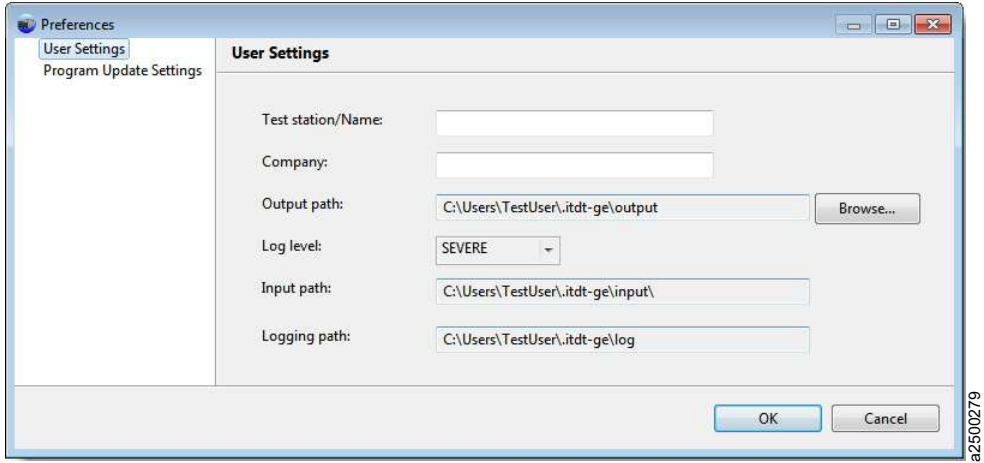 Preferences
User Settings
Program Update Settings
User Settings
Test station/Name:
Company:
Output path: C:\Users\TestUser\.itdt-ge\output Browse...
Log level: SEVERE
Input path: C:\Users\TestUser\.itdt-ge\input\
Logging path: C:\Users\TestUser\.itdt-ge\log
OK Cancel
a2500279